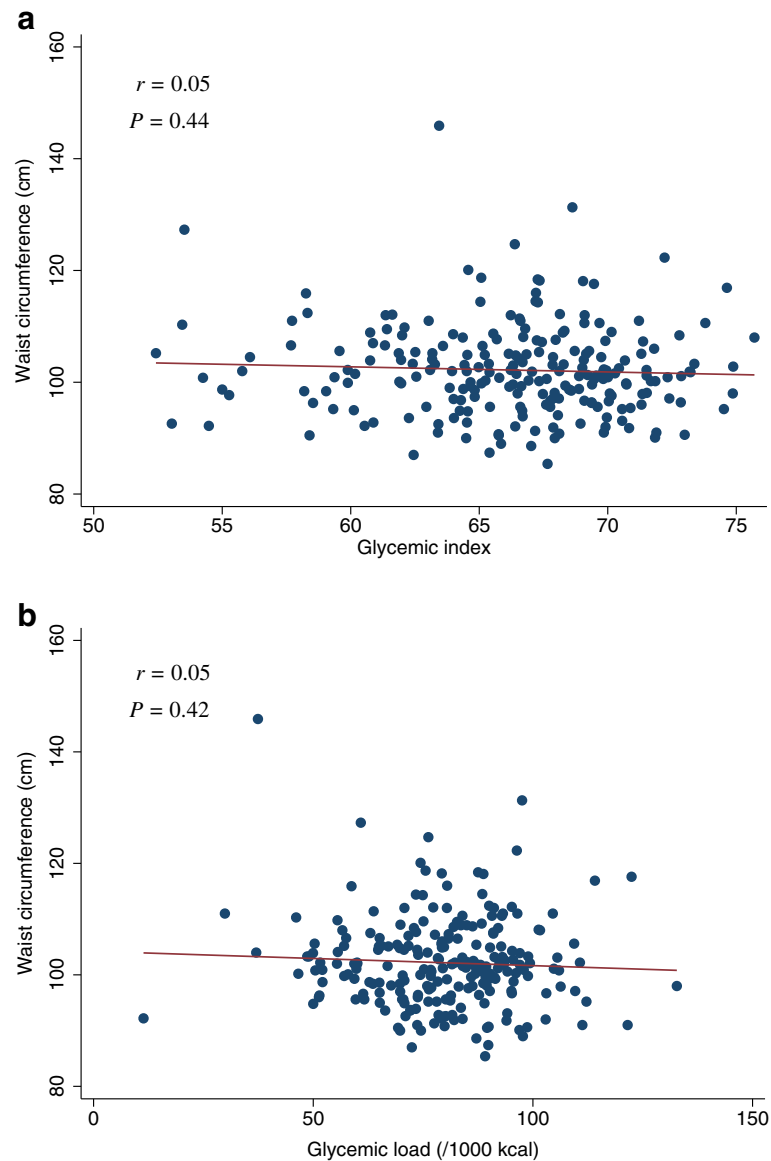 a
160
r = 0.05
P = 0.44
140
Waist circumference (cm)
120
100
80
50 55 60 65 70 75
Glycemic index
b
160
r = 0.05
P = 0.42
140
Waist circumference (cm)
120
100
80
0 50 100 150
Glycemic load (/1000 kcal)